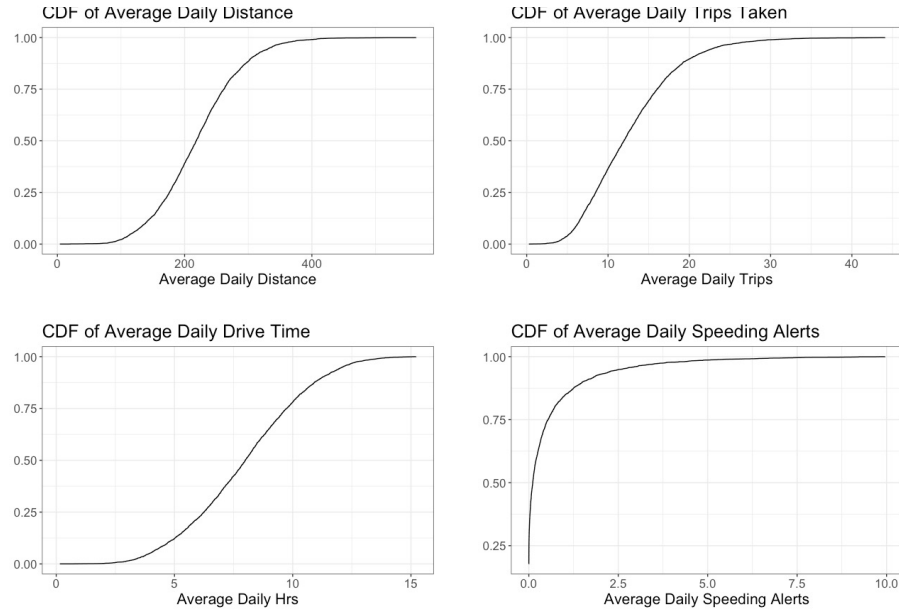 CDF of Average Daily Distance
1.00
0.75
0.50
0.25
0.00
0 200 400
Average Daily Distance
CDF of Average Daily Trips Taken
1.00
0.75
0.50
0.25
0.00
0 10 20 30 40
Average Daily Trips
CDF of Average Daily Drive Time
1.00
0.75
0.50
0.25
0.00
0 5 10 15
Average Daily Hrs
CDF of Average Daily Speeding Alerts
1.00
0.75
0.50
0.25
0.0 2.5 5.0 7.5 10.0
Average Daily Speeding Alerts